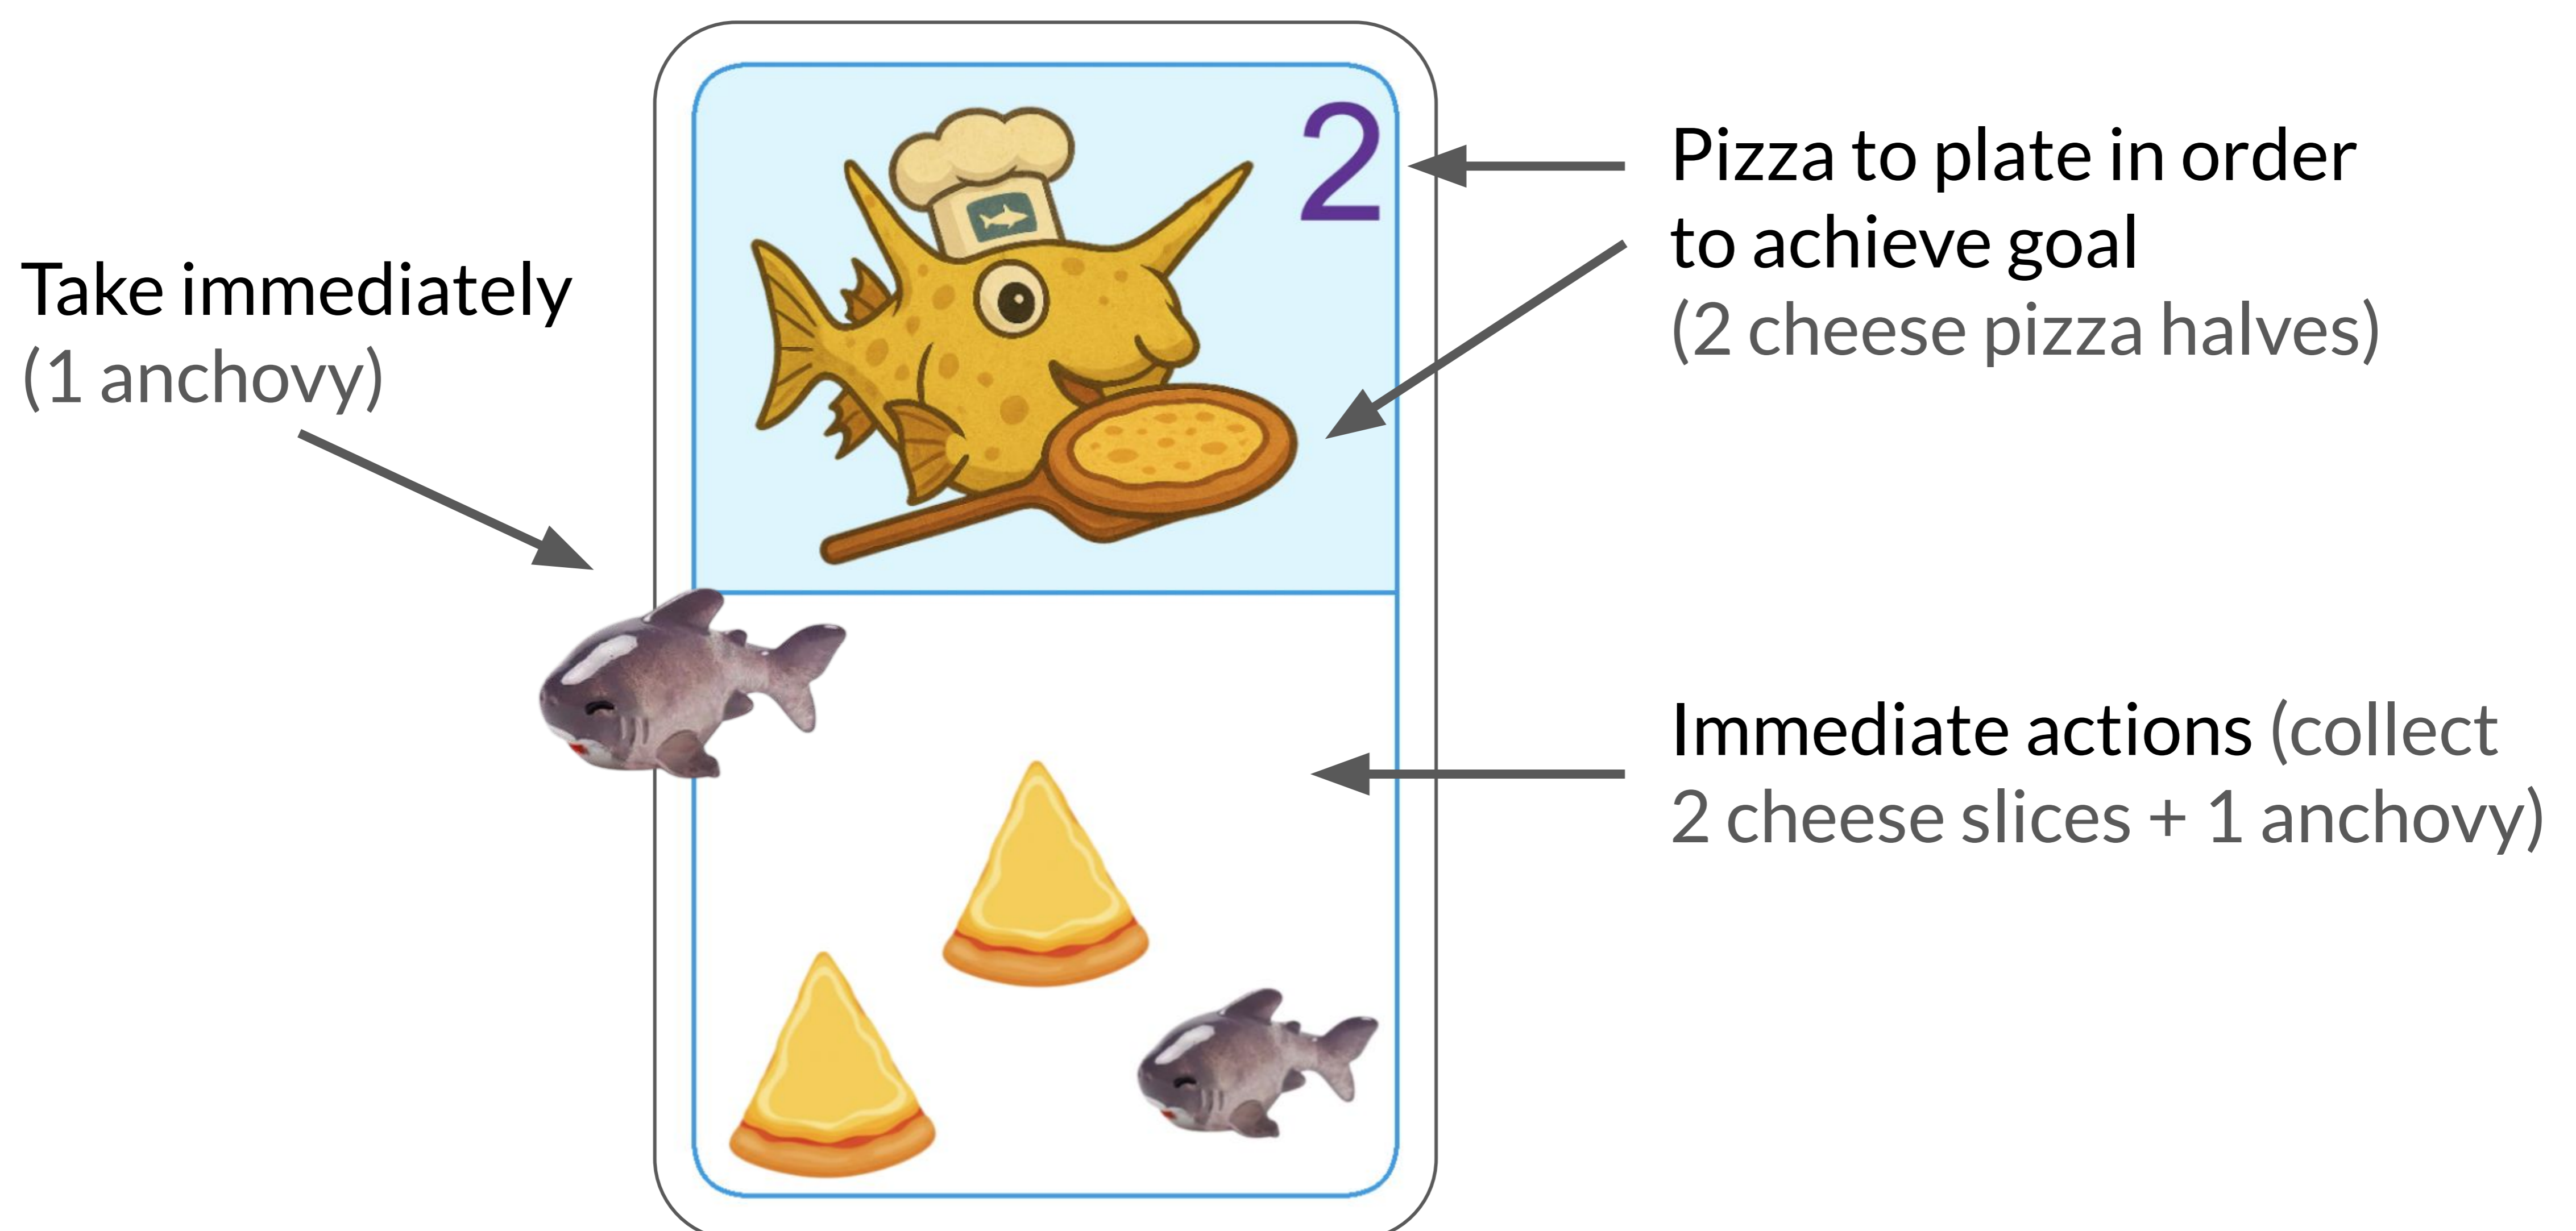 2
Pizza to plate in order
to achieve goal
(2 cheese pizza halves)
Take immediately
(1 anchovy)
Immediate actions (collect
2 cheese slices + 1 anchovy)